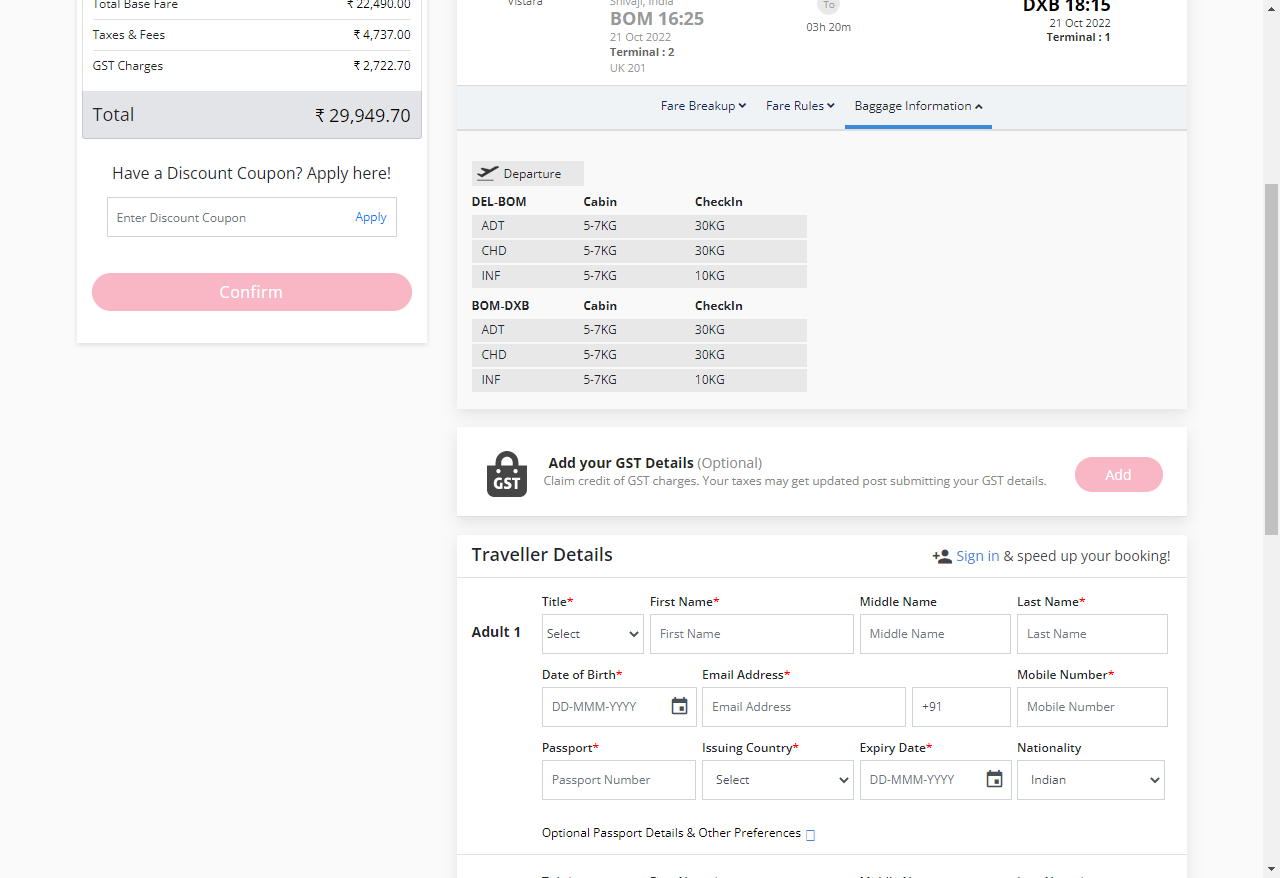 Total Base Fare ₹ 22,490.00
Taxes & Fees ₹ 4,737.00
GST Charges ₹ 2,722.70
Total ₹ 29,949.70
Have a Discount Coupon? Apply here!
Enter Discount Coupon Apply
Confirm
Vistara
Shivaji, India
BOM 16:25
21 Oct 2022
Terminal : 2
UK 201
To
03h 20m
DXB 18:15
21 Oct 2022
Terminal : 1
Fare Breakup Fare Rules Baggage Information
Departure
DEL-BOM Cabin CheckIn
ADT 5-7KG 30KG
CHD 5-7KG 30KG
INF 5-7KG 10KG
BOM-DXB Cabin CheckIn
ADT 5-7KG 30KG
CHD 5-7KG 30KG
INF 5-7KG 10KG
GST
Add your GST Details (Optional)
Claim credit of GST charges. Your taxes may get updated post submitting your GST details.
Add
Traveller Details
Sign in & speed up your booking!
Title* First Name* Middle Name Last Name*
Adult 1 Select First Name Middle Name Last Name
Date of Birth* Email Address* Mobile Number*
DD-MMM-YYYY Email Address +91 Mobile Number
Passport* Issuing Country* Expiry Date* Nationality
Passport Number Select DD-MMM-YYYY Indian
Optional Passport Details & Other Preferences